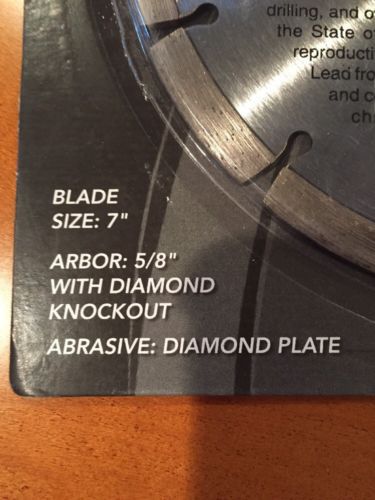 drilling, and o
the State of
reproducti
Lead fro
and c
ch
BLADE
SIZE: 7"
ARBOR: 5/8"
WITH DIAMOND
KNOCKOUT
ABRASIVE: DIAMOND PLATE